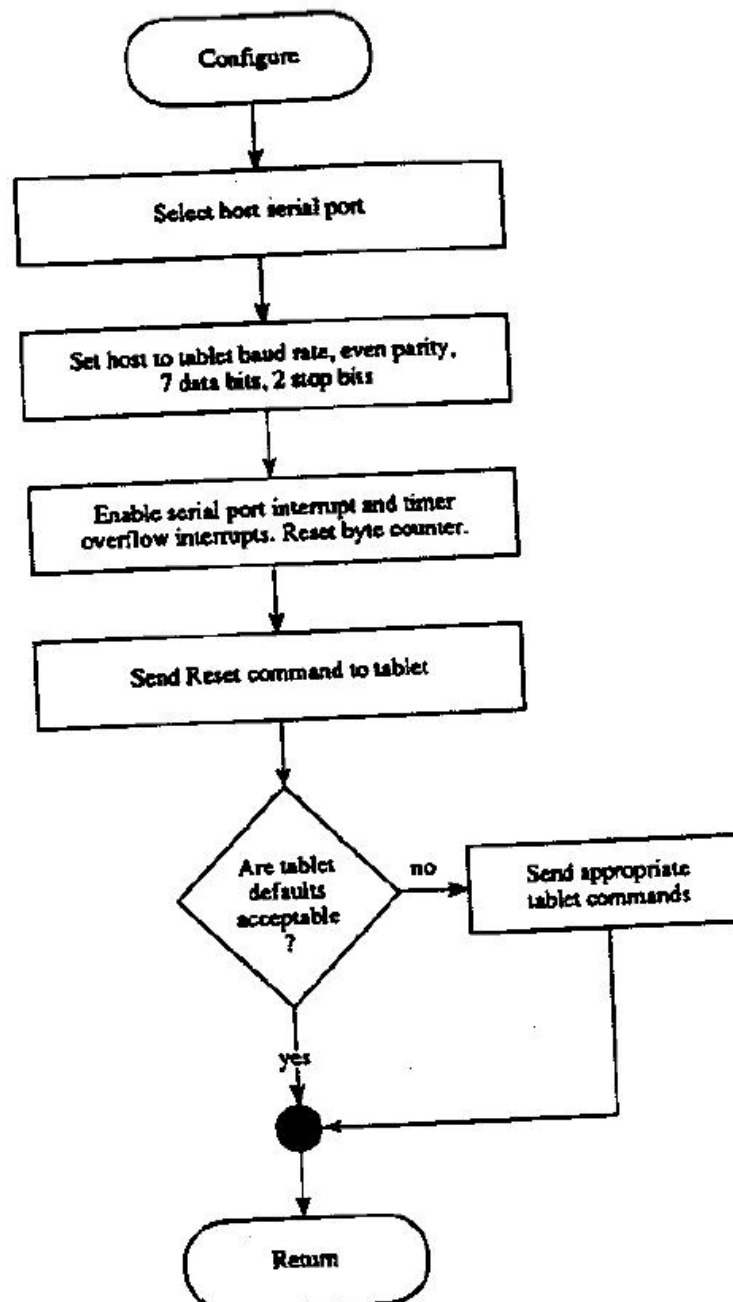 Configure
Select host serial port
Set host to tablet baud rate, even parity,
7 data bits, 2 stop bits
Enable serial port interrupt and timer
overflow interrupts. Reset byte counter.
Send Reset command to tablet
Are tablet
defaults
acceptable
?
no
Send appropriate
tablet commands
yes
Return